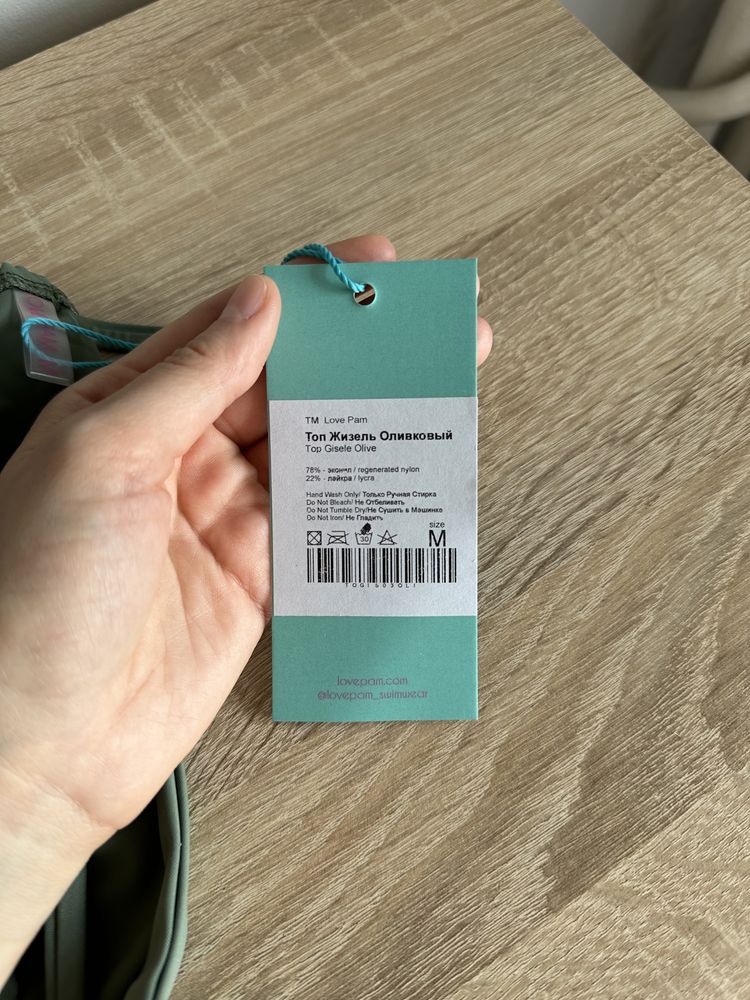 TM Love Pam
Топ Жизель Оливковый
Top Gisele Olive
78% - эконил / regenerated nylon
22% - лайкра / lycra
Hand Wash Only/ Только Ручная Стирка
Do Not Bleach/ Не Отбеливать
Do Not Tumble Dry/Не Сушить в Машинке
Do Not Iron/ Не Гладить
size
30
M
lovepam.com
@lovepam_swimwear